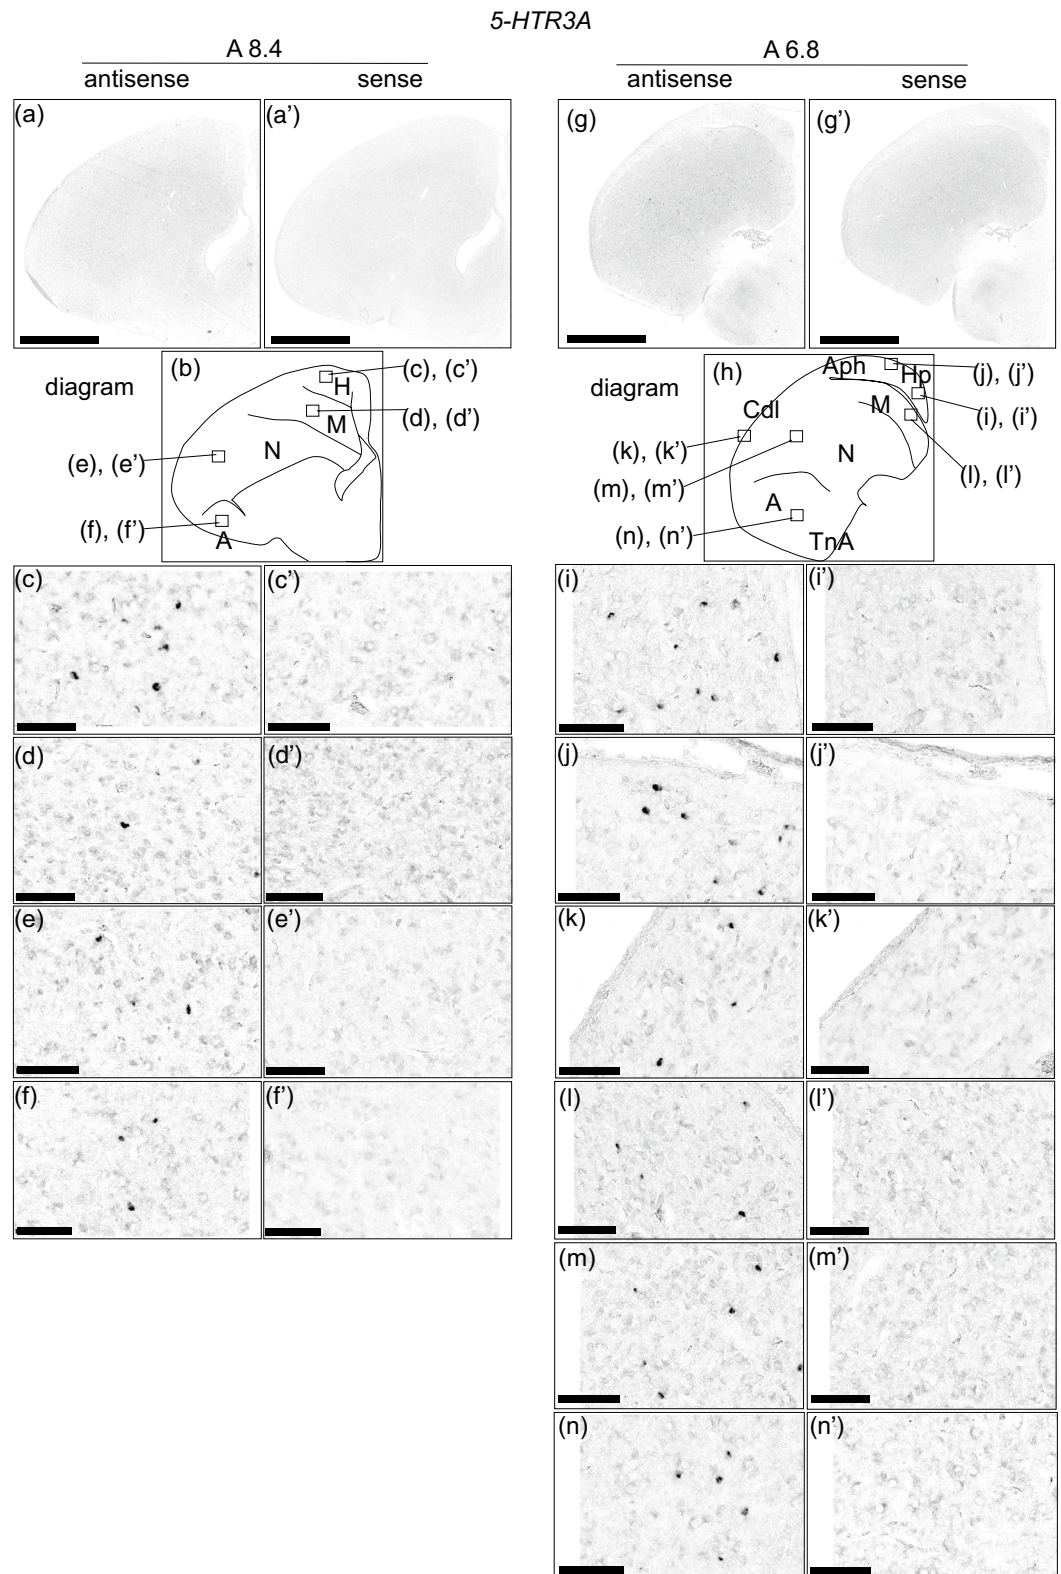 5-HTR3A
A 8.4
A 6.8
antisense
sense
antisense
sense
(a)
(a’)
(g)
(g’)
diagram
(b)
H
M
N
A
(c), (c’)
(d), (d’)
(e), (e’)
(f), (f’)
diagram
(h)
Aph
Hp
M
Cdl
N
A
TnA
(j), (j’)
(i), (i’)
(k), (k’)
(l), (l’)
(m), (m’)
(n), (n’)
(c)
(c’)
(i)
(i’)
(d)
(d’)
(j)
(j’)
(e)
(e’)
(k)
(k’)
(f)
(f’)
(l)
(l’)
(m)
(m’)
(n)
(n’)